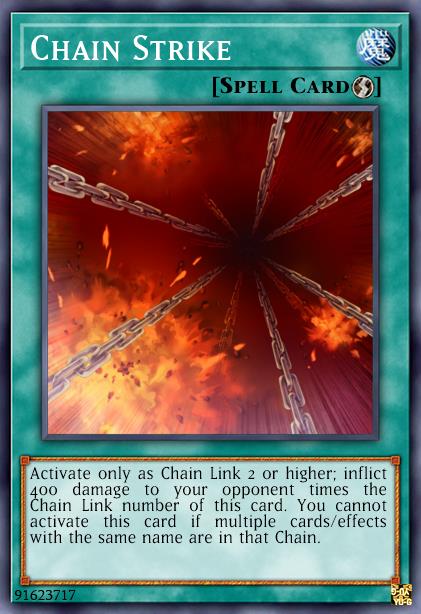 Chain Strike
[Spell Card]
Activate only as Chain Link 2 or higher; inflict
400 damage to your opponent times the
Chain Link number of this card. You cannot
activate this card if multiple cards/effects
with the same name are in that Chain.
91623717